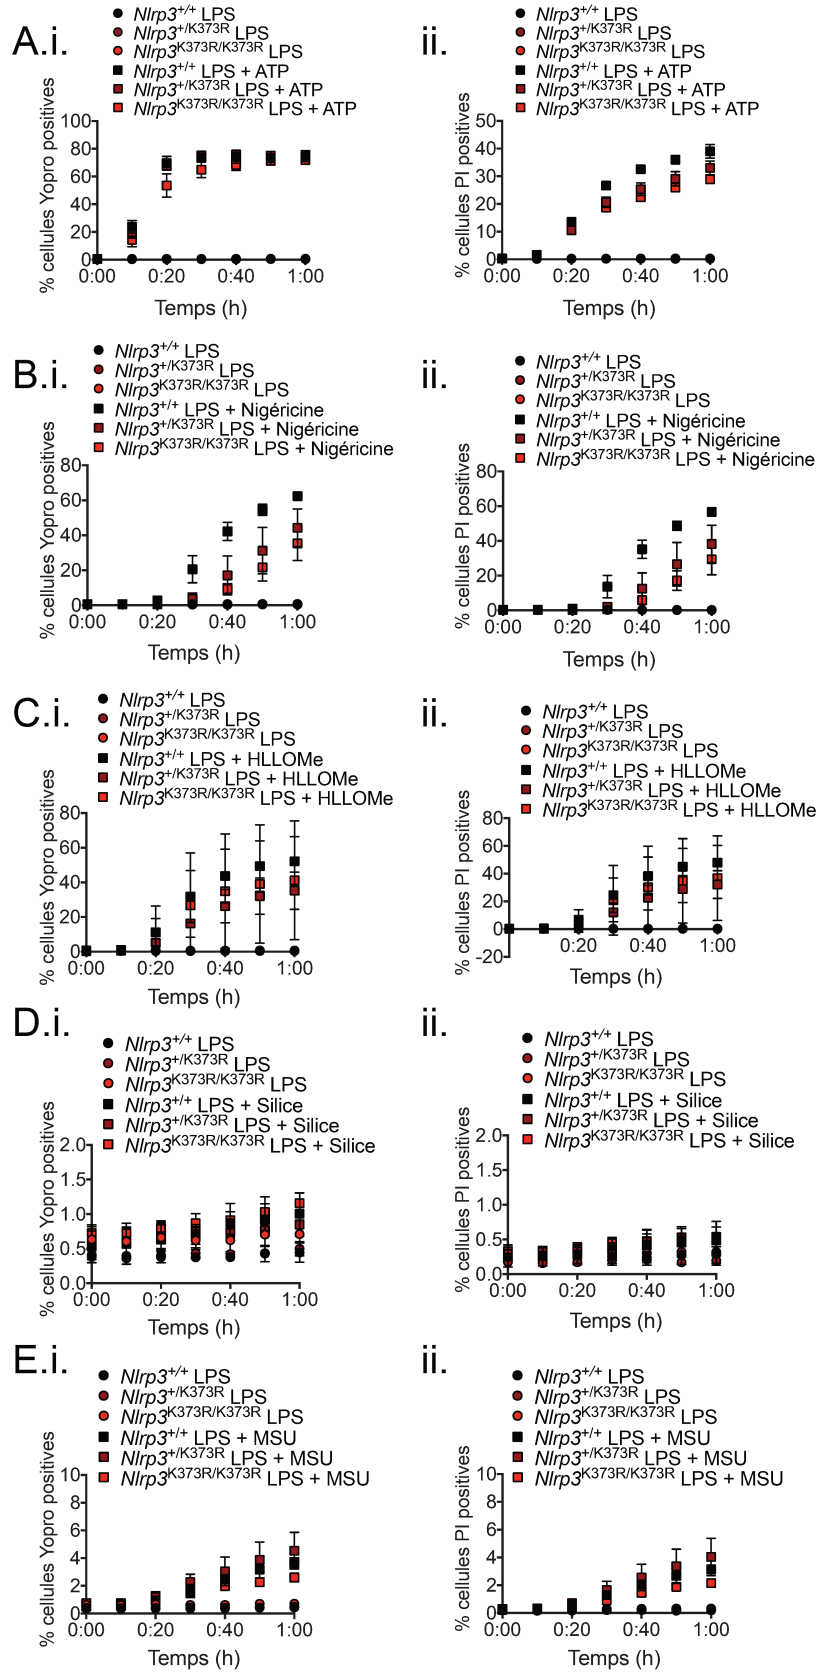 A.i.
Nlrp3+/+ LPS
Nlrp3+/K373R LPS
Nlrp3K373R/K373R LPS
Nlrp3+/+ LPS + ATP
Nlrp3+/K373R LPS + ATP
Nlrp3K373R/K373R LPS + ATP
% cellules Yopro positives
100
80
60
40
20
0
0:00 0:20 0:40 1:00
Temps (h)
ii.
Nlrp3+/+ LPS
Nlrp3+/K373R LPS
Nlrp3K373R/K373R LPS
Nlrp3+/+ LPS + ATP
Nlrp3+/K373R LPS + ATP
Nlrp3K373R/K373R LPS + ATP
% cellules PI positives
50
40
30
20
10
0
0:00 0:20 0:40 1:00
Temps (h)
B.i.
Nlrp3+/+ LPS
Nlrp3+/K373R LPS
Nlrp3K373R/K373R LPS
Nlrp3+/+ LPS + Nigéricine
Nlrp3+/K373R LPS + Nigéricine
Nlrp3K373R/K373R LPS + Nigéricine
% cellules Yopro positives
80
60
40
20
0
0:00 0:20 0:40 1:00
Temps (h)
ii.
Nlrp3+/+ LPS
Nlrp3+/K373R LPS
Nlrp3K373R/K373R LPS
Nlrp3+/+ LPS + Nigéricine
Nlrp3+/K373R LPS + Nigéricine
Nlrp3K373R/K373R LPS + Nigéricine
% cellules PI positives
80
60
40
20
0
0:00 0:20 0:40 1:00
Temps (h)
C.i.
Nlrp3+/+ LPS
Nlrp3+/K373R LPS
Nlrp3K373R/K373R LPS
Nlrp3+/+ LPS + HLLOMe
Nlrp3+/K373R LPS + HLLOMe
Nlrp3K373R/K373R LPS + HLLOMe
% cellules Yopro positives
80
60
40
20
0
0:00 0:20 0:40 1:00
Temps (h)
ii.
Nlrp3+/+ LPS
Nlrp3+/K373R LPS
Nlrp3K373R/K373R LPS
Nlrp3+/+ LPS + HLLOMe
Nlrp3+/K373R LPS + HLLOMe
Nlrp3K373R/K373R LPS + HLLOMe
% cellules PI positives
80
60
40
20
0
-20
0:20 0:40 1:00
Temps (h)
D.i.
Nlrp3+/+ LPS
Nlrp3+/K373R LPS
Nlrp3K373R/K373R LPS
Nlrp3+/+ LPS + Silice
Nlrp3+/K373R LPS + Silice
Nlrp3K373R/K373R LPS + Silice
% cellules Yopro positives
2.0
1.5
1.0
0.5
0.0
0:00 0:20 0:40 1:00
Temps (h)
ii.
Nlrp3+/+ LPS
Nlrp3+/K373R LPS
Nlrp3K373R/K373R LPS
Nlrp3+/+ LPS + Silice
Nlrp3+/K373R LPS + Silice
Nlrp3K373R/K373R LPS + Silice
% cellules PI positives
2.0
1.5
1.0
0.5
0.0
0:00 0:20 0:40 1:00
Temps (h)
E.i.
Nlrp3+/+ LPS
Nlrp3+/K373R LPS
Nlrp3K373R/K373R LPS
Nlrp3+/+ LPS + MSU
Nlrp3+/K373R LPS + MSU
Nlrp3K373R/K373R LPS + MSU
% cellules Yopro positives
10
8
6
4
2
0
0:00 0:20 0:40 1:00
Temps (h)
ii.
Nlrp3+/+ LPS
Nlrp3+/K373R LPS
Nlrp3K373R/K373R LPS
Nlrp3+/+ LPS + MSU
Nlrp3+/K373R LPS + MSU
Nlrp3K373R/K373R LPS + MSU
% cellules PI positives
10
8
6
4
2
0
0:00 0:20 0:40 1:00
Temps (h)